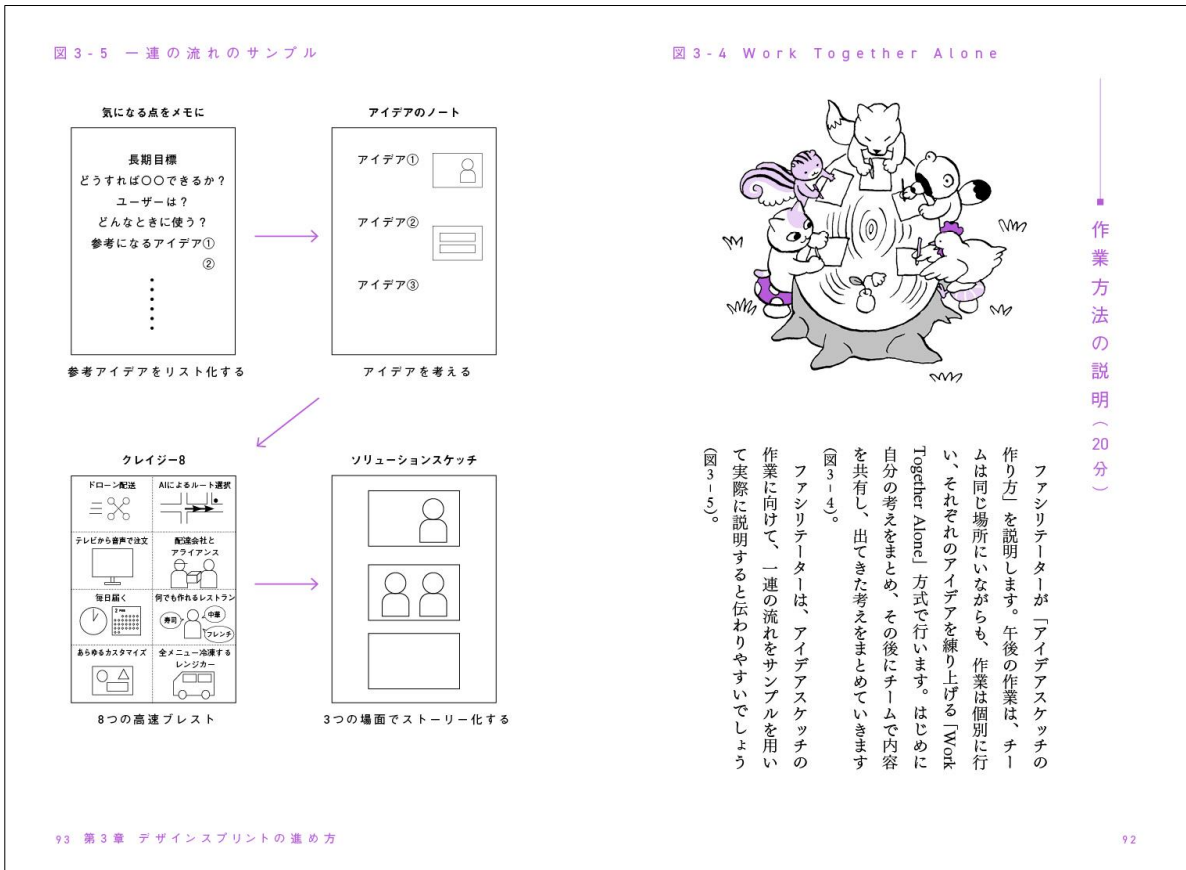 図3-4 Work Together Alone
作業方法の説明（20分）
ファシリテーターが「アイデアスケッチの
作り方」を説明します。午後の作業は、チー
ムは同じ場所にいながらも、作業は個別に行
い、それぞれのアイデアを練り上げる「Work
Together Alone」方式で行います。はじめに
自分の考えをまとめ、その後にチームで内容
を共有し、出てきた考えをまとめていきます
（図3-4）。
ファシリテーターは、アイデアスケッチの
作業に向けて、一連の流れをサンプルを用い
て実際に説明すると伝わりやすいでしょう
（図3-5）。
92
図3-5 一連の流れのサンプル
気になる点をメモに
長期目標
どうすれば〇〇できるか？
ユーザーは？
どんなときに使う？
参考になるアイデア①
②
参考アイデアをリスト化する
アイデアのノート
アイデア①
アイデア②
アイデア③
アイデアを考える
クレイジー8
ドローン配送
AIによるルート選択
テレビから音声で注文
配達会社と
アライアンス
毎日届く
何でも作れるレストラン
寿司
中華
フレンチ
あらゆるカスタマイズ
全メニュー冷凍する
レンジカー
8つの高速ブレスト
ソリューションスケッチ
3つの場面でストーリー化する
93 第3章 デザインスプリントの進め方